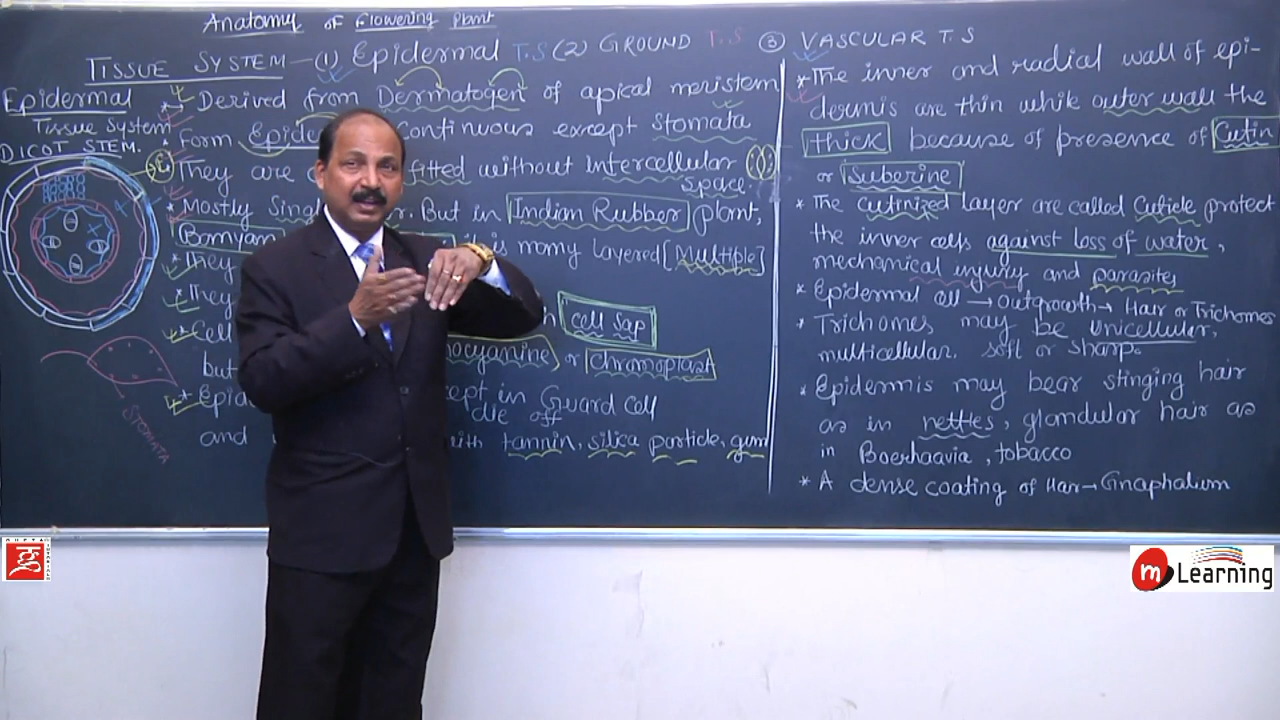 Anatomy of Flowering Plant
TISSUE SYSTEM — (1) Epidermal T.S (2) GROUND T.S (3) VASCULAR T.S
Epidermal
Tissue System
DICOT STEM.
STOMATA
* Derived from Dermatogen of apical meristem
* Form continuous except Stomata
They are fitted without Intercellular
space.
* Mostly But in Indian Rubber plant,
is many layered [Multiple]
* They
* They cell Sap
* Cell
but or Chromoplast
* in Guard Cell
die off
and with tannin, silica particle, gum
* The inner and radial wall of epi-
dermis are thin while outer wall the
thick because of presence of Cutin
or Suberine
* The cutinized layer are called Cuticle protect
the inner cells against loss of water,
mechanical injury and parasites
* Epidermal cell → outgrowth → Hair or Trichomes
* Trichomes may be Unicellular,
multicellular. soft or sharp.
* Epidermis may bear stinging hair
as in nettles, glandular hair as
in Boerhaavia, tobacco
* A dense coating of Hair → Gnaphalium
m Learning